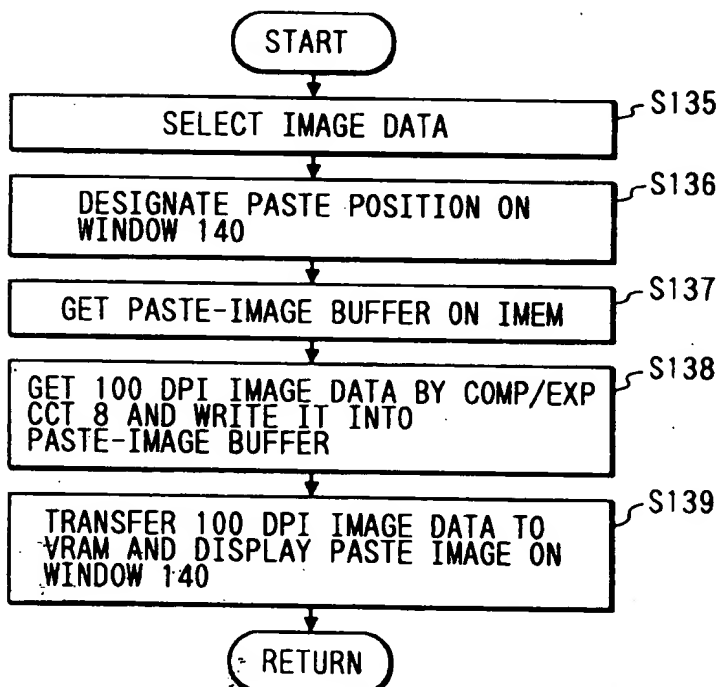 START
SELECT IMAGE DATA
S135
DESIGNATE PASTE POSITION ON
WINDOW 140
S136
GET PASTE-IMAGE BUFFER ON IMEM
S137
GET 100 DPI IMAGE DATA BY COMP/EXP
CCT 8 AND WRITE IT INTO
PASTE-IMAGE BUFFER
S138
TRANSFER 100 DPI IMAGE DATA TO
VRAM AND DISPLAY PASTE IMAGE ON
WINDOW 140
S139
RETURN